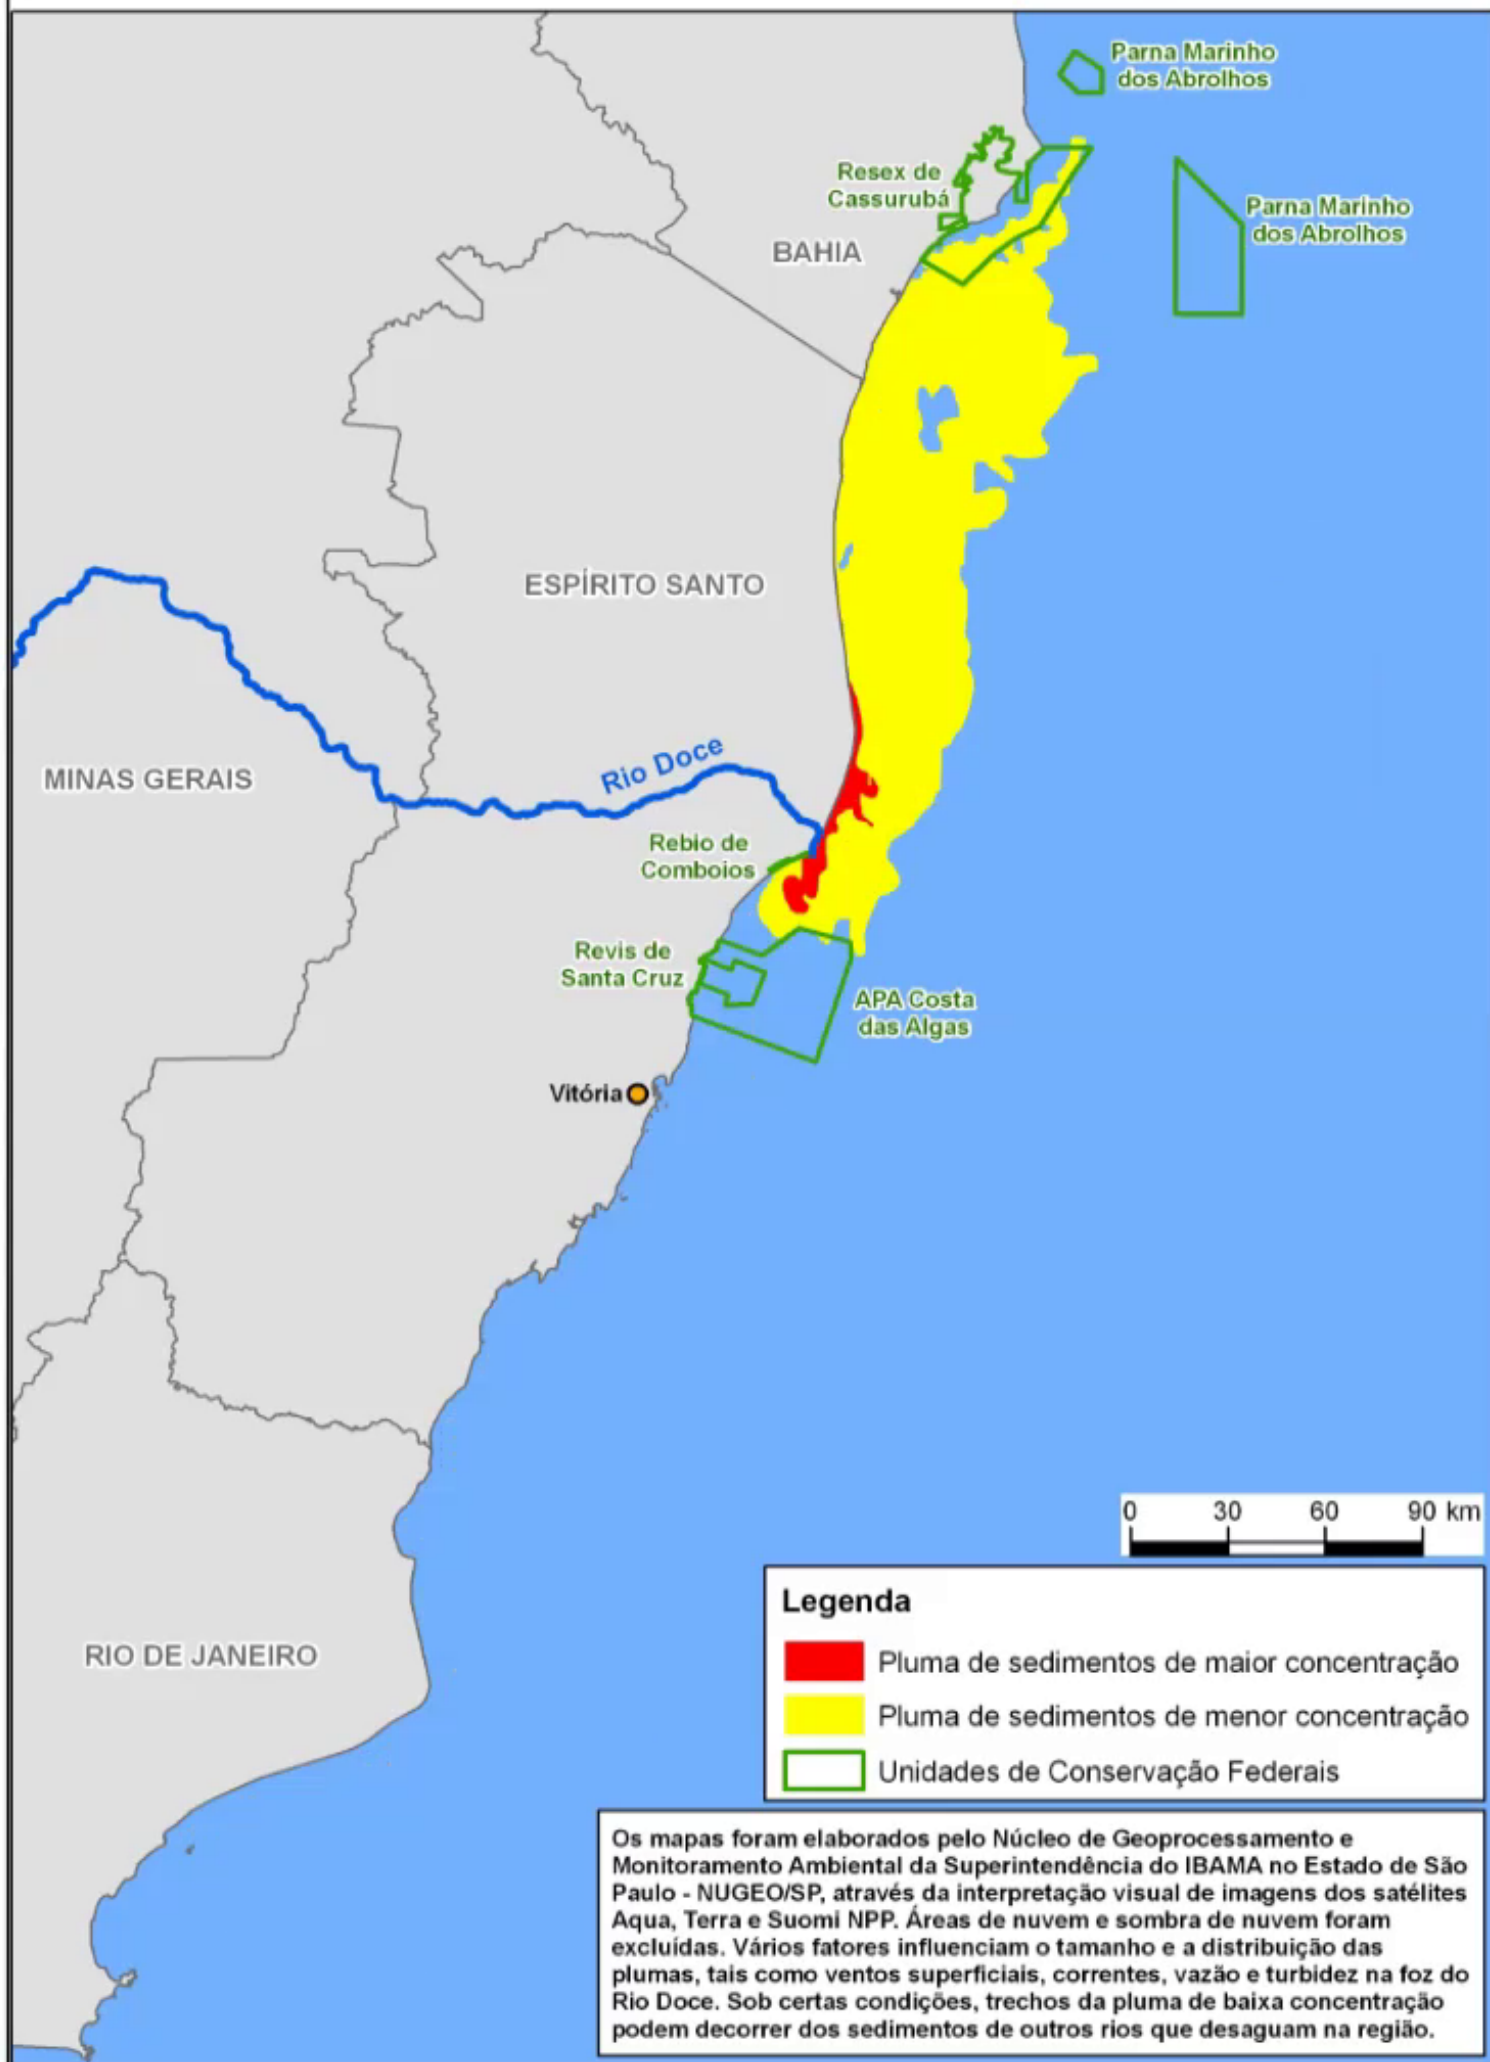 Parna Marinho
dos Abrolhos
Resex de
Cassurubá
Parna Marinho
dos Abrolhos
BAHIA
ESPÍRITO SANTO
Rio Doce
MINAS GERAIS
Rebio de
Comboios
Revis de
Santa Cruz
APA Costa
das Algas
Vitória
0 30 60 90 km
RIO DE JANEIRO
Legenda
Pluma de sedimentos de maior concentração
Pluma de sedimentos de menor concentração
Unidades de Conservação Federais
Os mapas foram elaborados pelo Núcleo de Geoprocessamento e
Monitoramento Ambiental da Superintendência do IBAMA no Estado de São
Paulo - NUGEO/SP, através da interpretação visual de imagens dos satélites
Aqua, Terra e Suomi NPP. Áreas de nuvem e sombra de nuvem foram
excluídas. Vários fatores influenciam o tamanho e a distribuição das
plumas, tais como ventos superficiais, correntes, vazão e turbidez na foz do
Rio Doce. Sob certas condições, trechos da pluma de baixa concentração
podem decorrer dos sedimentos de outros rios que desaguam na região.